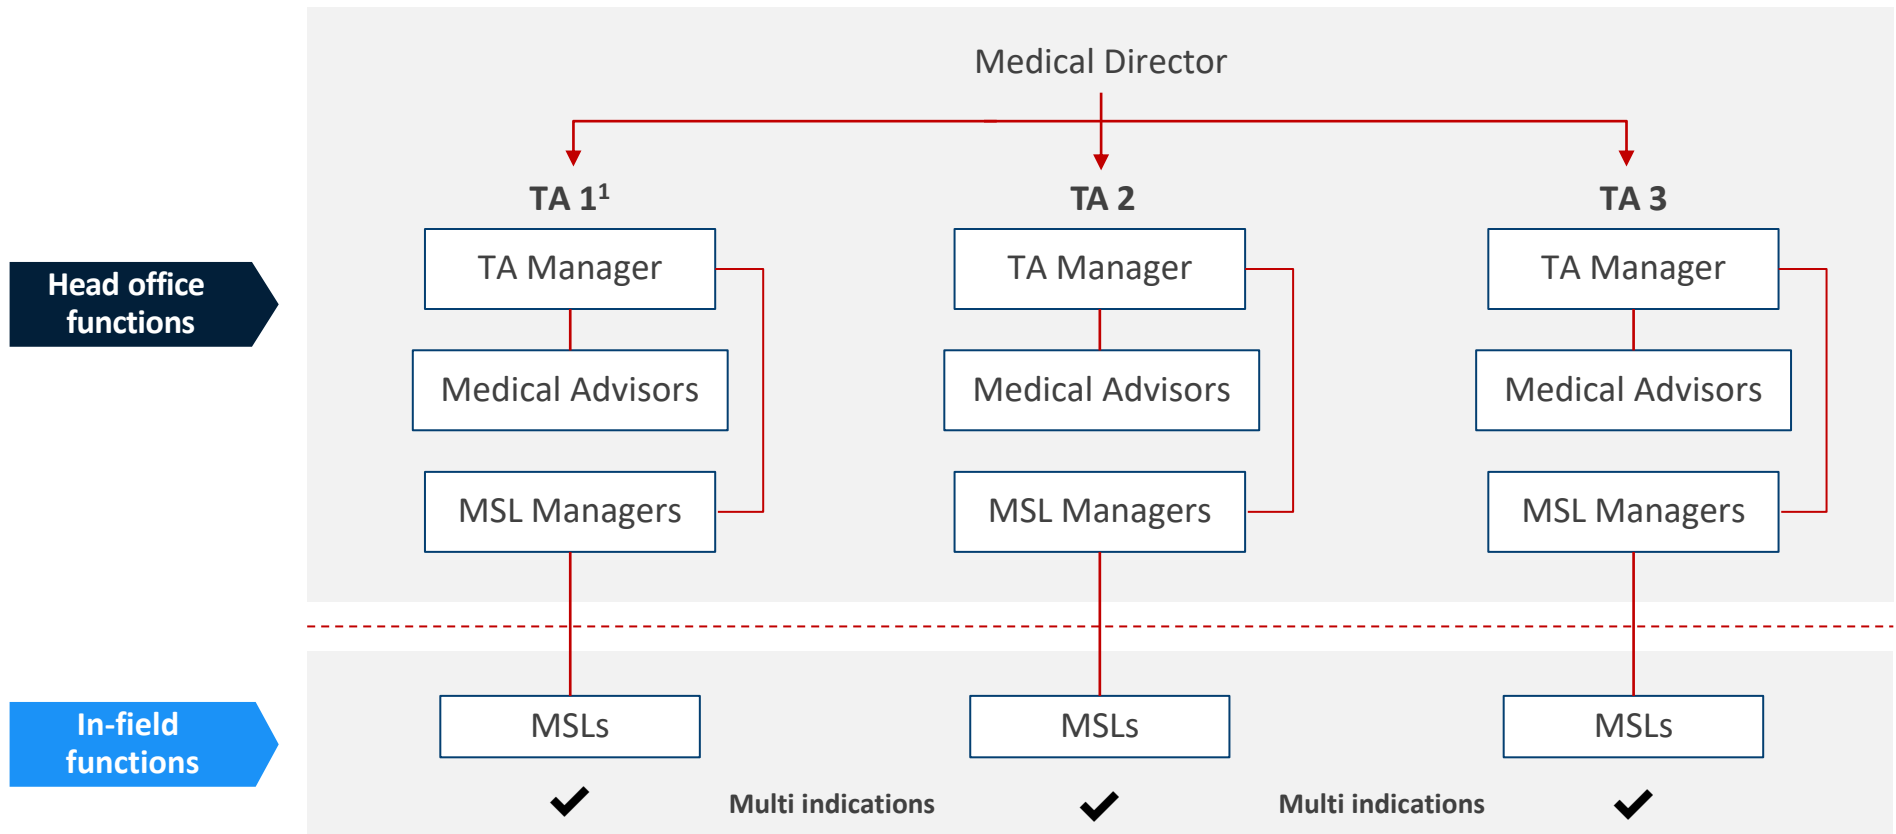 Medical Director
TA 1¹
TA 2
TA 3
TA Manager
TA Manager
TA Manager
Head office
functions
Medical Advisors
Medical Advisors
Medical Advisors
MSL Managers
MSL Managers
MSL Managers
In-field
functions
MSLs
MSLs
MSLs
Multi indications
Multi indications